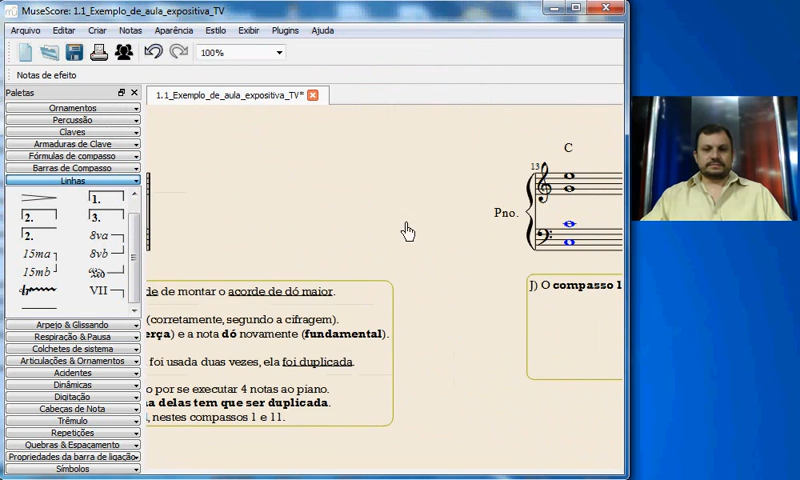 MuseScore: 1.1_Exemplo_de_aula_expositiva_TV
Arquivo Editar Criar Notas Aparência Estilo Exibir Plugins Ajuda
100%
Notas de efeito
Paletas
1.1_Exemplo_de_aula_expositiva_TV*
Ornamentos
Percussão
Claves
Armaduras de Clave
Fórmulas de compasso
Barras de Compasso
Linhas
1.
2. 3.
2. 8va
15ma 8vb
15mb
VII
Arpejo & Glissando
Respiração & Pausa
Colchetes de sistema
Articulações & Ornamentos
Acidentes
Dinâmicas
Digitação
Cabeças de Nota
Trêmulo
Repetições
Quebras & Espaçamento
Propriedades da barra de ligação
Símbolos
de de montar o acorde de dó maior.
(corretamente, segundo a cifragem).
erça) e a nota dó novamente (fundamental).
foi usada duas vezes, ela foi duplicada.
o por se executar 4 notas ao piano.
a delas tem que ser duplicada.
l, nestes compassos 1 e 11.
C
13
Pno.
J) O compasso 1